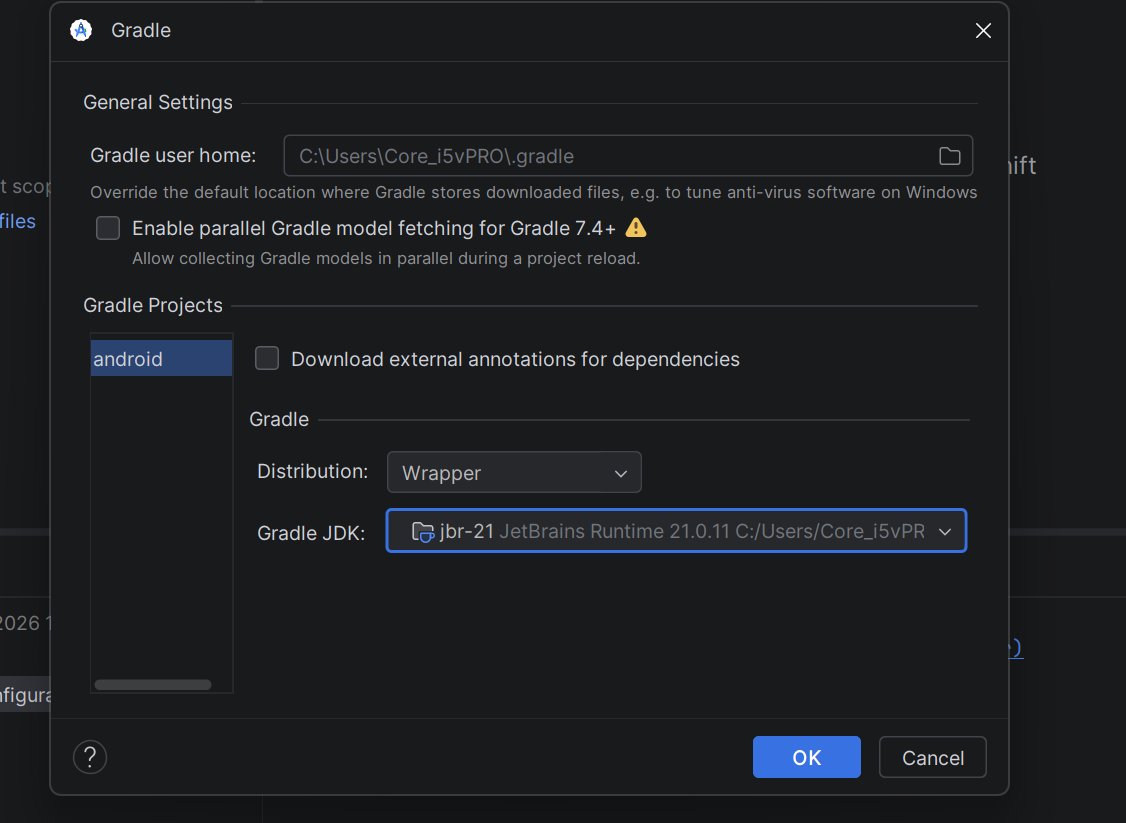 Gradle
General Settings
Gradle user home: C:\Users\Core_i5vPRO\.gradle
Override the default location where Gradle stores downloaded files, e.g. to tune anti-virus software on Windows
Enable parallel Gradle model fetching for Gradle 7.4+
Allow collecting Gradle models in parallel during a project reload.
Gradle Projects
android
Download external annotations for dependencies
Gradle
Distribution: Wrapper
Gradle JDK: jbr-21 JetBrains Runtime 21.0.11 C:/Users/Core_i5vPR
? OK Cancel
files
2026